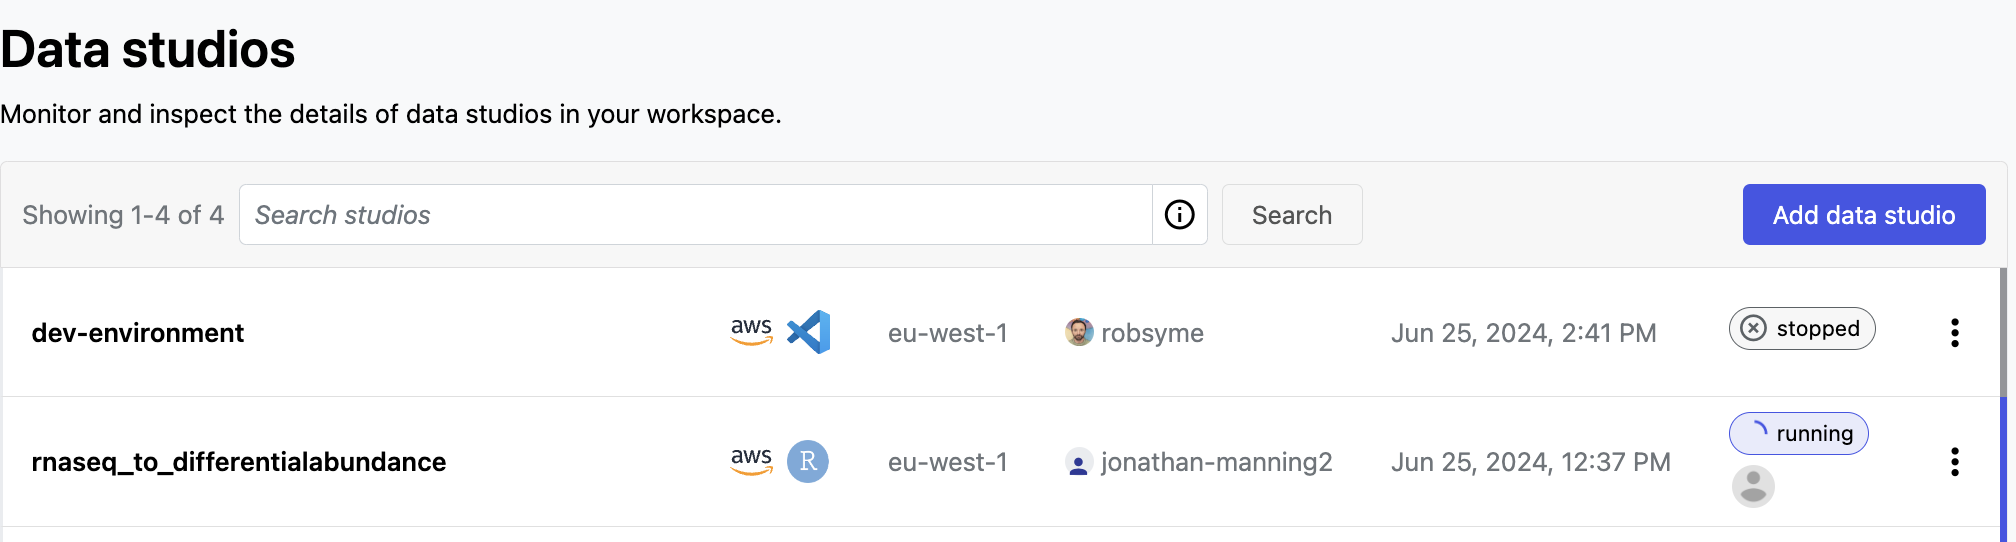 Data studios
Monitor and inspect the details of data studios in your workspace.
Showing 1-4 of 4 Search studios Search Add data studio
dev-environment aws eu-west-1 robsyme Jun 25, 2024, 2:41 PM stopped
rnaseq_to_differentialabundance aws R eu-west-1 jonathan-manning2 Jun 25, 2024, 12:37 PM running